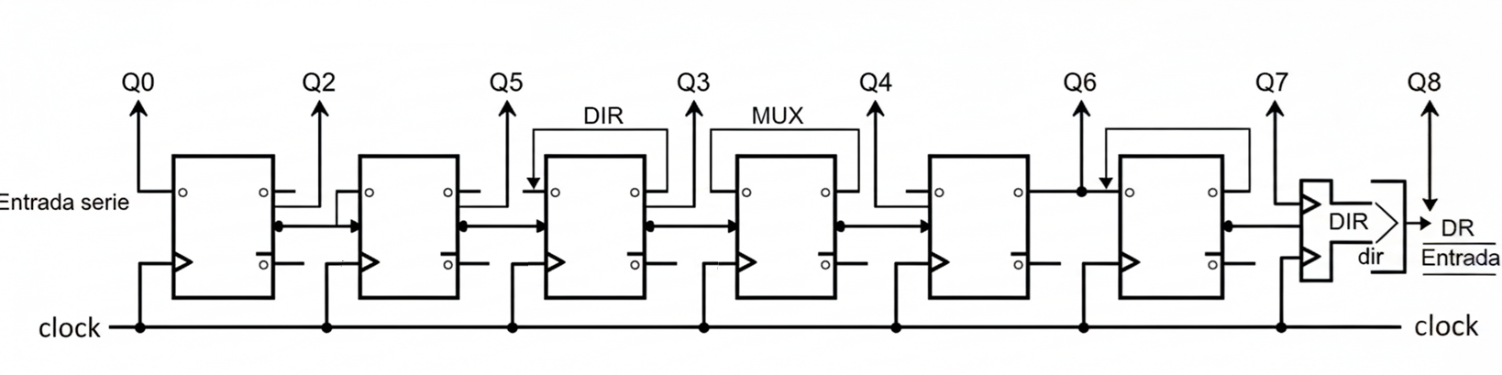 Q0 Q2 Q5 Q3 Q4 Q6 Q7 Q8
DIR MUX
Entrada serie
DIR
dir
DR
Entrada
clock clock